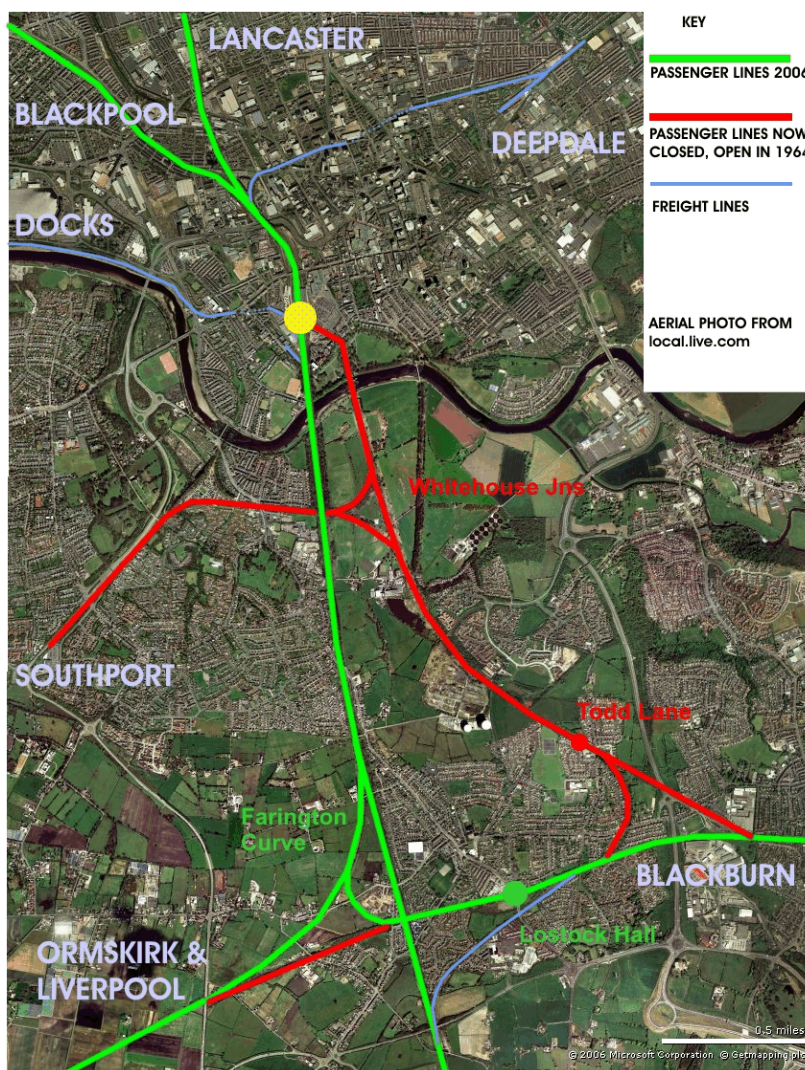 LANCASTER
BLACKPOOL
DEEPDALE
DOCKS
KEY
PASSENGER LINES 2006
PASSENGER LINES NOW
CLOSED, OPEN IN 1964
FREIGHT LINES
AERIAL PHOTO FROM
local.live.com
Whitehouse Jns
SOUTHPORT
Todd Lane
Farington
Curve
BLACKBURN
Lostock Hall
ORMSKIRK &
LIVERPOOL
0.5 miles
© 2006 Microsoft Corporation © Getmapping plc